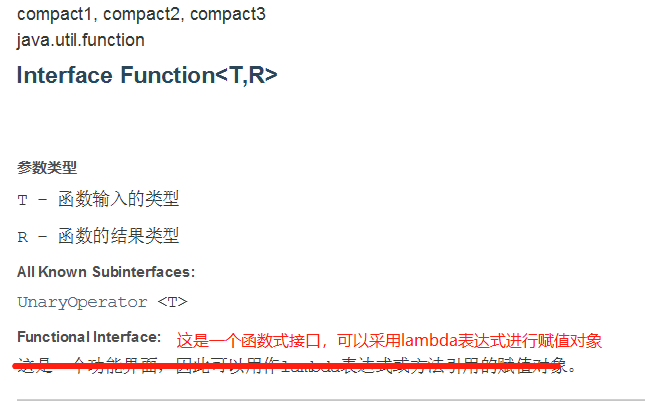 compact1, compact2, compact3
java.util.function
Interface Function<T,R>
参数类型
T - 函数输入的类型
R - 函数的结果类型
All Known Subinterfaces:
UnaryOperator <T>
Functional Interface: 这是一个函数式接口，可以采用lambda表达式进行赋值对象
这是一个功能界面，因此可以用作lambda表达式或方法引用的赋值对象。